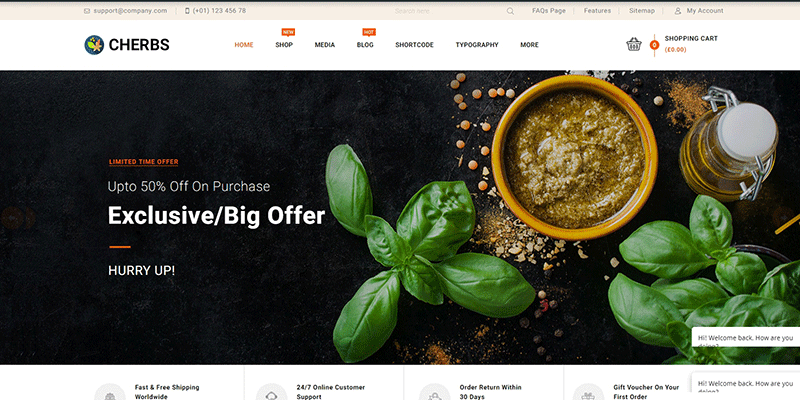 support@company.com (+01) 123 456 78 Search here FAQs Page Features Sitemap My Account
NEW HOT
CHERBS HOME SHOP MEDIA BLOG SHORTCODE TYPOGRAPHY MORE 0 SHOPPING CART
(£0.00)
LIMITED TIME OFFER
Upto 50% Off On Purchase
Exclusive/Big Offer
HURRY UP!
Hi! Welcome back. How are you
doing?
Fast & Free Shipping
Worldwide
24/7 Online Customer
Support
Order Return Within
30 Days
Gift Voucher On Your
First Order
Hi! Welcome back. How are you
doing?